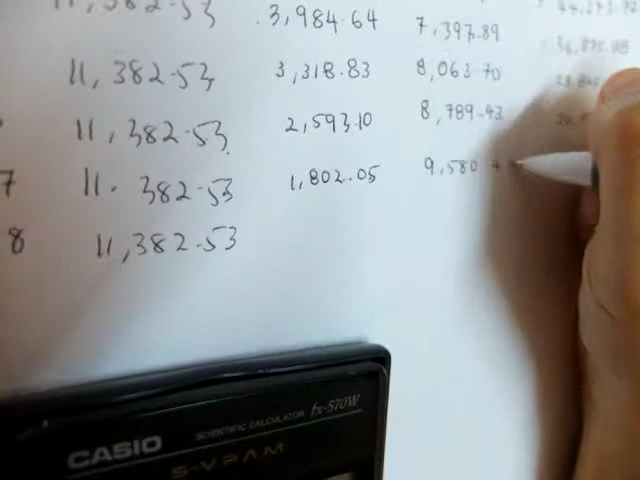 11,382.53 3,984.64 7,397.89
11,382.53 3,318.83 8,063.70
11,382.53 2,593.10 8,789.43
7 11. 382.53 1,802.05 9,580
8 11,382.53
CASIO SCIENTIFIC CALCULATOR fx-570W
S-V.P.A.M.